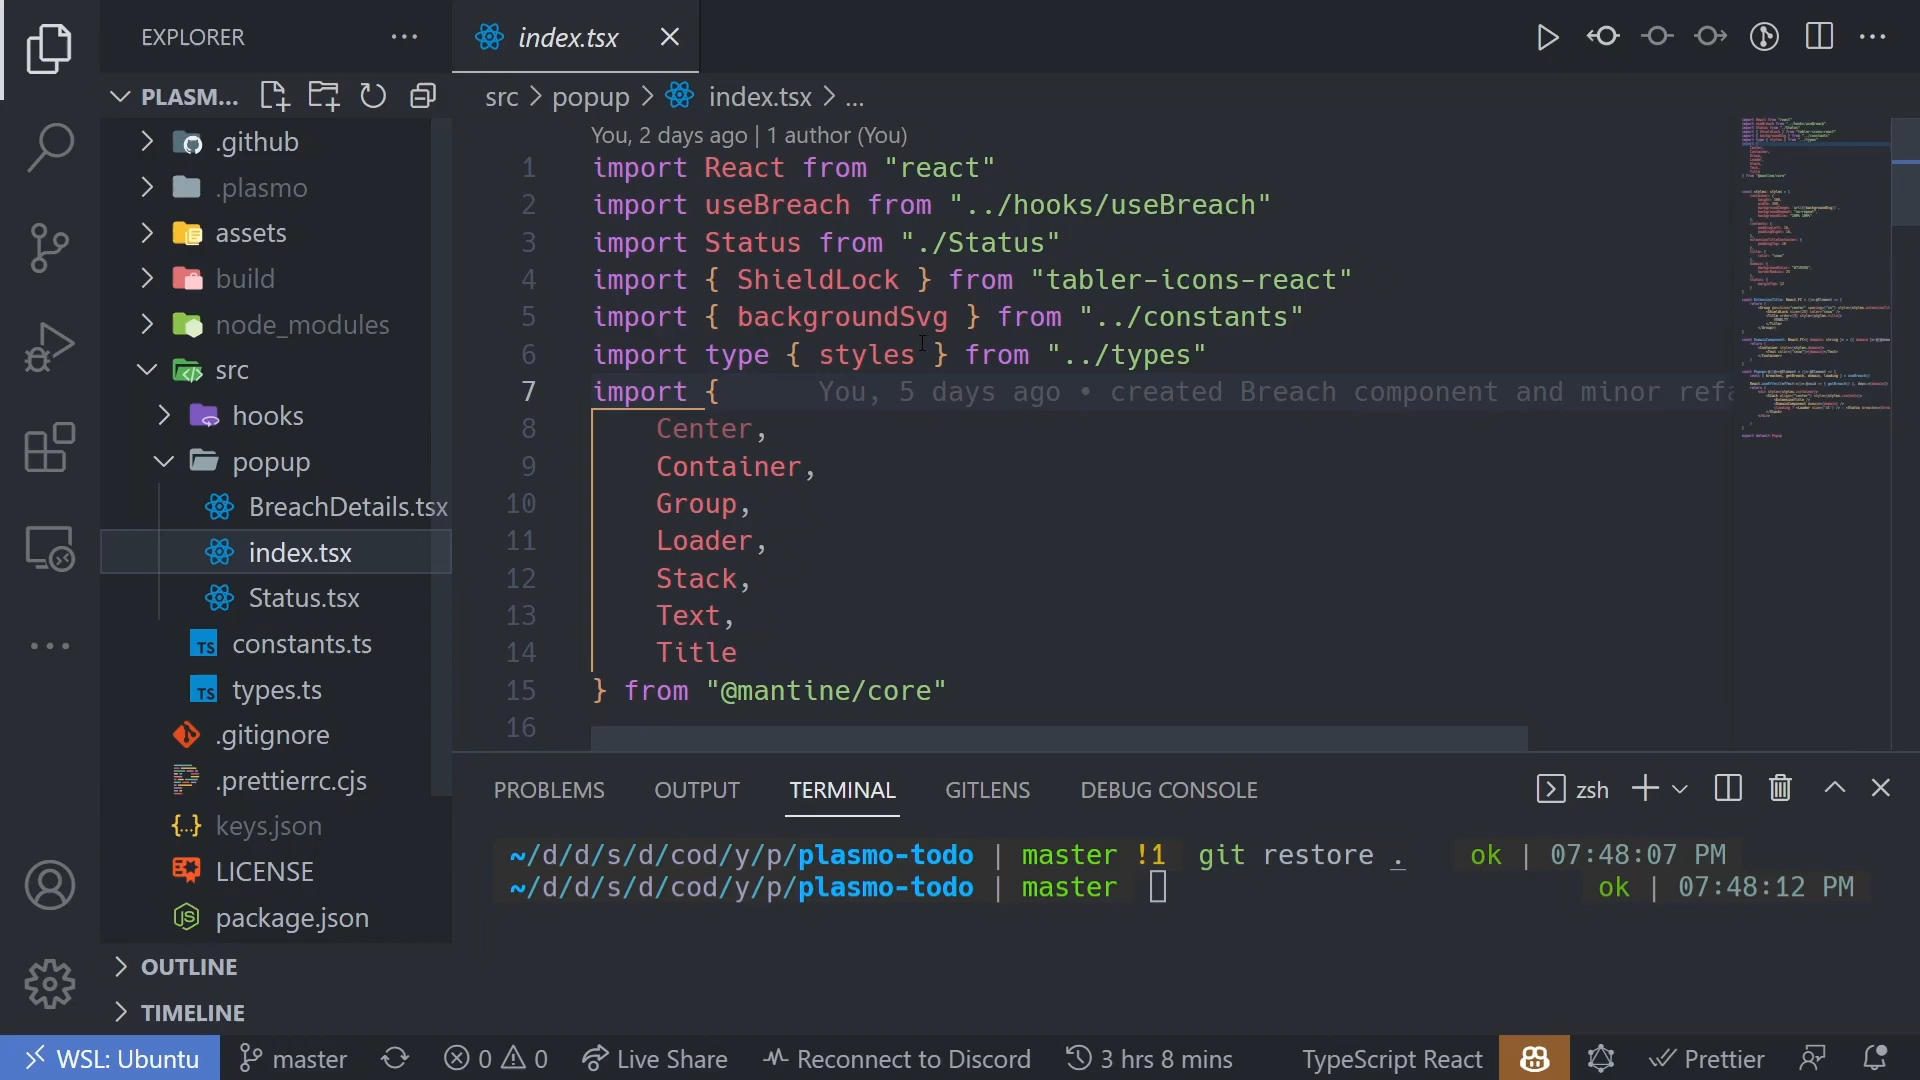 EXPLORER
index.tsx
PLASM...
src > popup > index.tsx > ...
.github
.plasmo
assets
build
node_modules
src
hooks
popup
BreachDetails.tsx
index.tsx
Status.tsx
constants.ts
types.ts
.gitignore
.prettierrc.cjs
keys.json
LICENSE
package.json
OUTLINE
TIMELINE
You, 2 days ago | 1 author (You)
1 import React from "react"
2 import useBreach from "../hooks/useBreach"
3 import Status from "./Status"
4 import { ShieldLock } from "tabler-icons-react"
5 import { backgroundSvg } from "../constants"
6 import type { styles } from "../types"
7 import { You, 5 days ago • created Breach component and minor refa
8 Center,
9 Container,
10 Group,
11 Loader,
12 Stack,
13 Text,
14 Title
15 } from "@mantine/core"
16
PROBLEMS OUTPUT TERMINAL GITLENS DEBUG CONSOLE zsh
~/d/d/s/d/cod/y/p/plasmo-todo | master !1 git restore . ok | 07:48:07 PM
~/d/d/s/d/cod/y/p/plasmo-todo | master ok | 07:48:12 PM
WSL: Ubuntu master 0 0 Live Share Reconnect to Discord 3 hrs 8 mins TypeScript React Prettier